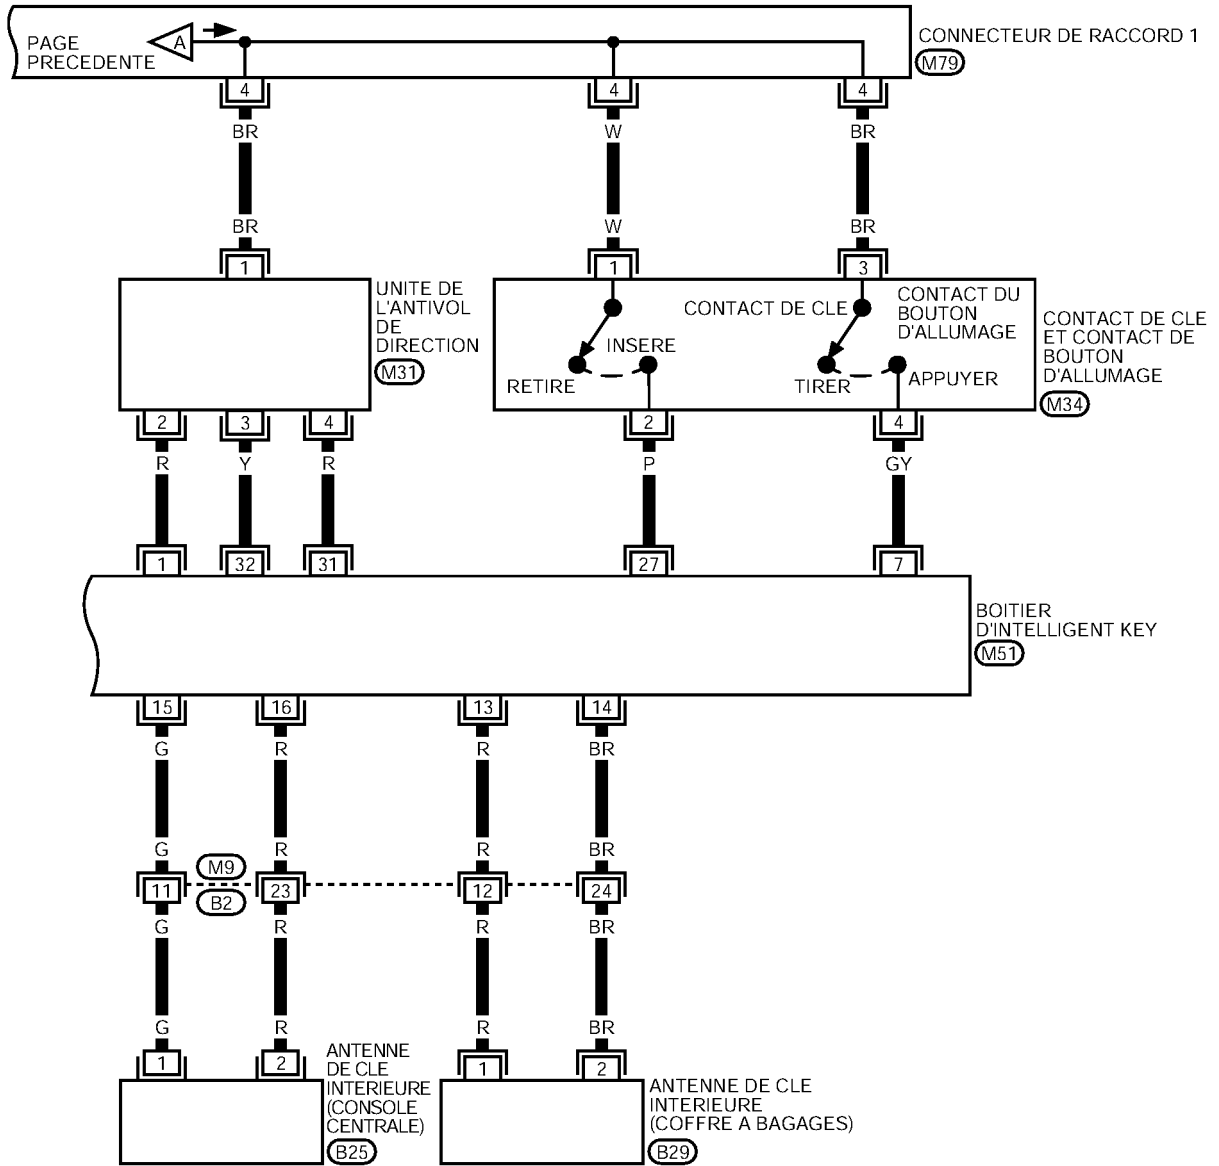 PAGE
PRECEDENTE
A
CONNECTEUR DE RACCORD 1
M79
4 4 4
BR W BR
BR W BR
1 1 3
UNITE DE
L'ANTIVOL
DE
DIRECTION
M31
CONTACT DE CLE
CONTACT DU
BOUTON
D'ALLUMAGE
INSERE
RETIRE
TIRER
APPUYER
CONTACT DE CLE
ET CONTACT DE
BOUTON
D'ALLUMAGE
M34
2 3 4 2 4
R Y R P GY
1 32 31 27 7
BOITIER
D'INTELLIGENT KEY
M51
15 16 13 14
G R R BR
G R R BR
M9
11 23 12 24
B2
G R R BR
G R R BR
1 2 1 2
ANTENNE
DE CLE
INTERIEURE
(CONSOLE
CENTRALE)
B25
ANTENNE DE CLE
INTERIEURE
(COFFRE A BAGAGES)
B29